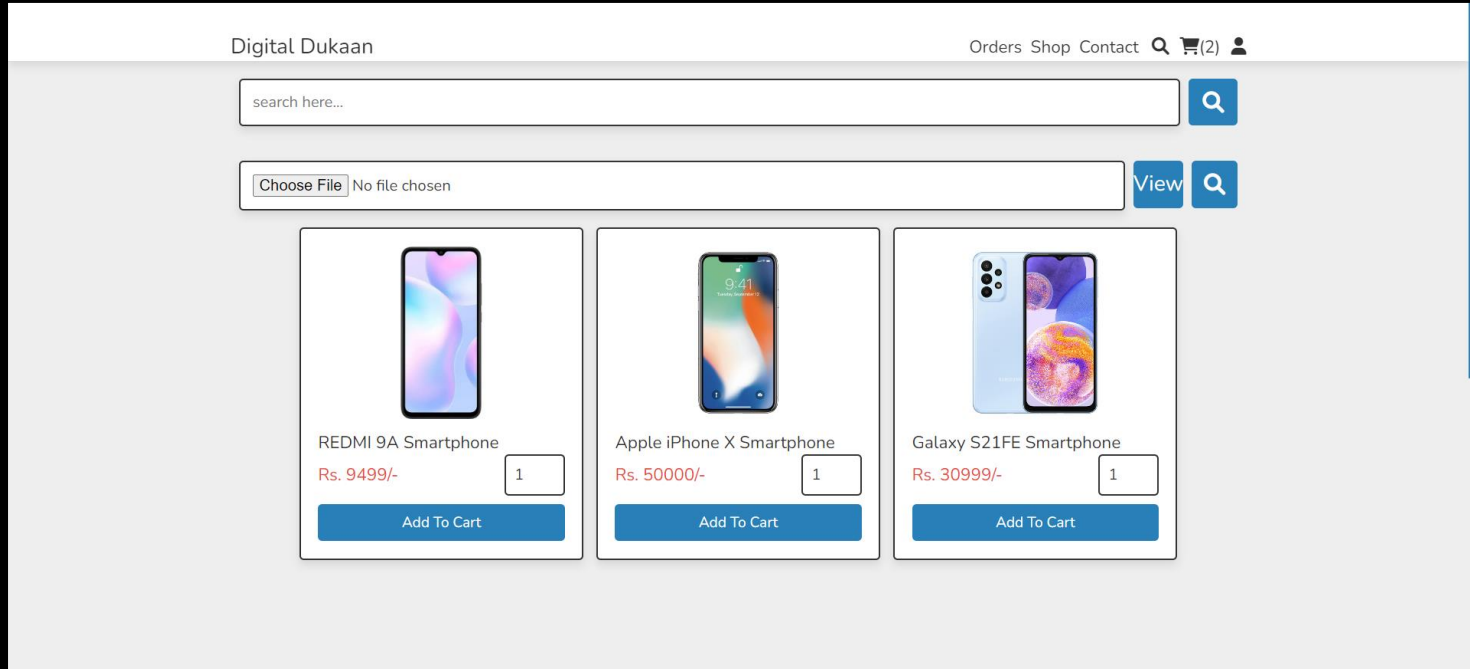 Digital Dukaan
Orders Shop Contact (2)
search here...
Choose File No file chosen
View
9:41
REDMI 9A Smartphone
Rs. 9499/-
1
Add To Cart
Apple iPhone X Smartphone
Rs. 50000/-
1
Add To Cart
Galaxy S21FE Smartphone
Rs. 30999/-
1
Add To Cart